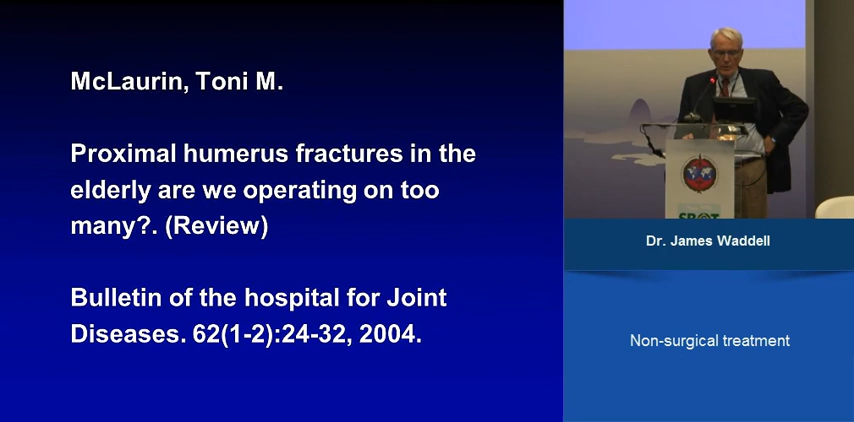 McLaurin, Toni M.
Proximal humerus fractures in the
elderly are we operating on too
many?. (Review)
Bulletin of the hospital for Joint
Diseases. 62(1-2):24-32, 2004.
Dr. James Waddell
Non-surgical treatment